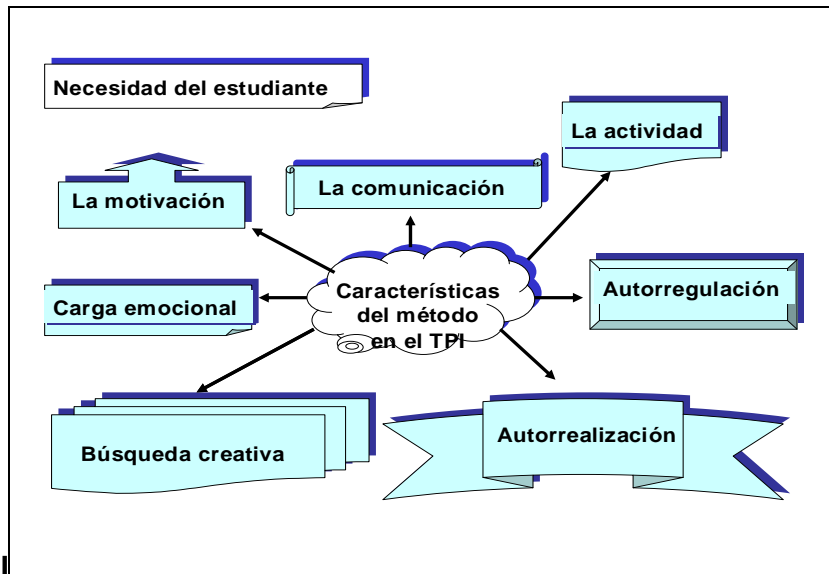 Necesidad del estudiante
La actividad
La comunicación
La motivación
Características
del método
en el TPI
Autorregulación
Carga emocional
Búsqueda creativa
Autorrealización